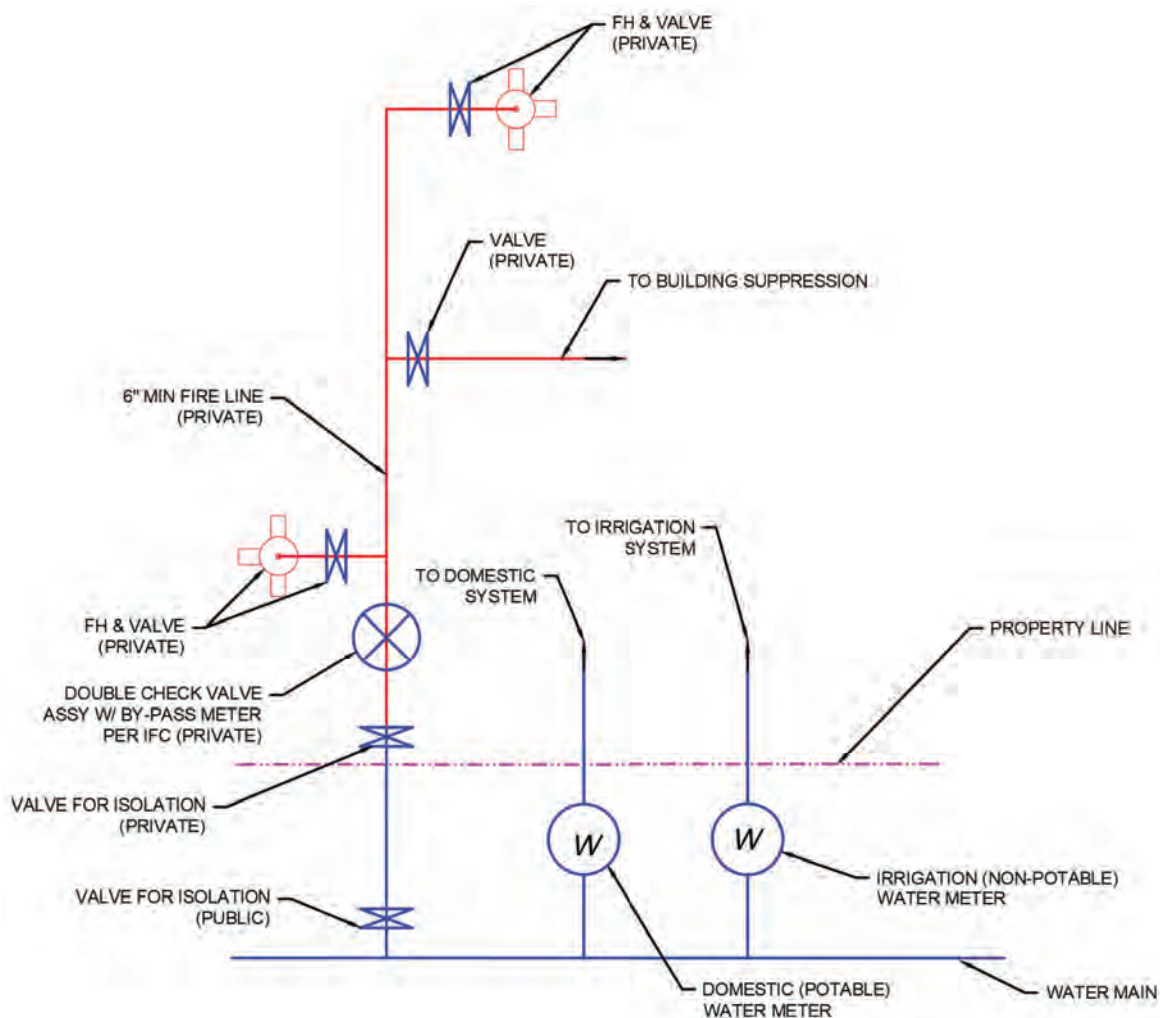 FH & VALVE
(PRIVATE)
VALVE
(PRIVATE)
TO BUILDING SUPPRESSION
6" MIN FIRE LINE
(PRIVATE)
TO IRRIGATION
SYSTEM
TO DOMESTIC
SYSTEM
FH & VALVE
(PRIVATE)
PROPERTY LINE
DOUBLE CHECK VALVE
ASSY W/ BY-PASS METER
PER IFC (PRIVATE)
VALVE FOR ISOLATION
(PRIVATE)
W
W
IRRIGATION (NON-POTABLE)
WATER METER
VALVE FOR ISOLATION
(PUBLIC)
DOMESTIC (POTABLE)
WATER METER
WATER MAIN